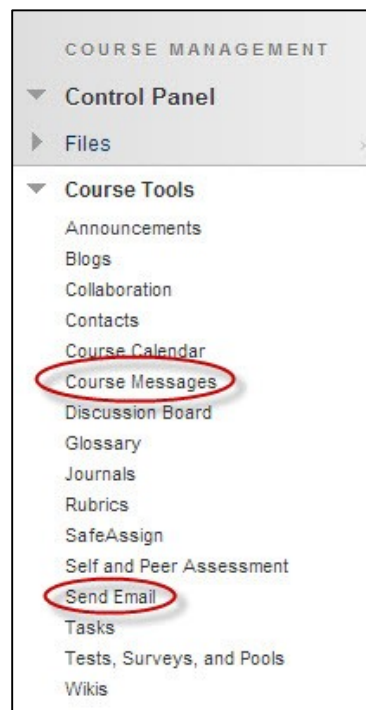 COURSE MANAGEMENT
Control Panel
Files
Course Tools
Announcements
Blogs
Collaboration
Contacts
Course Calendar
Course Messages
Discussion Board
Glossary
Journals
Rubrics
SafeAssign
Self and Peer Assessment
Send Email
Tasks
Tests, Surveys, and Pools
Wikis